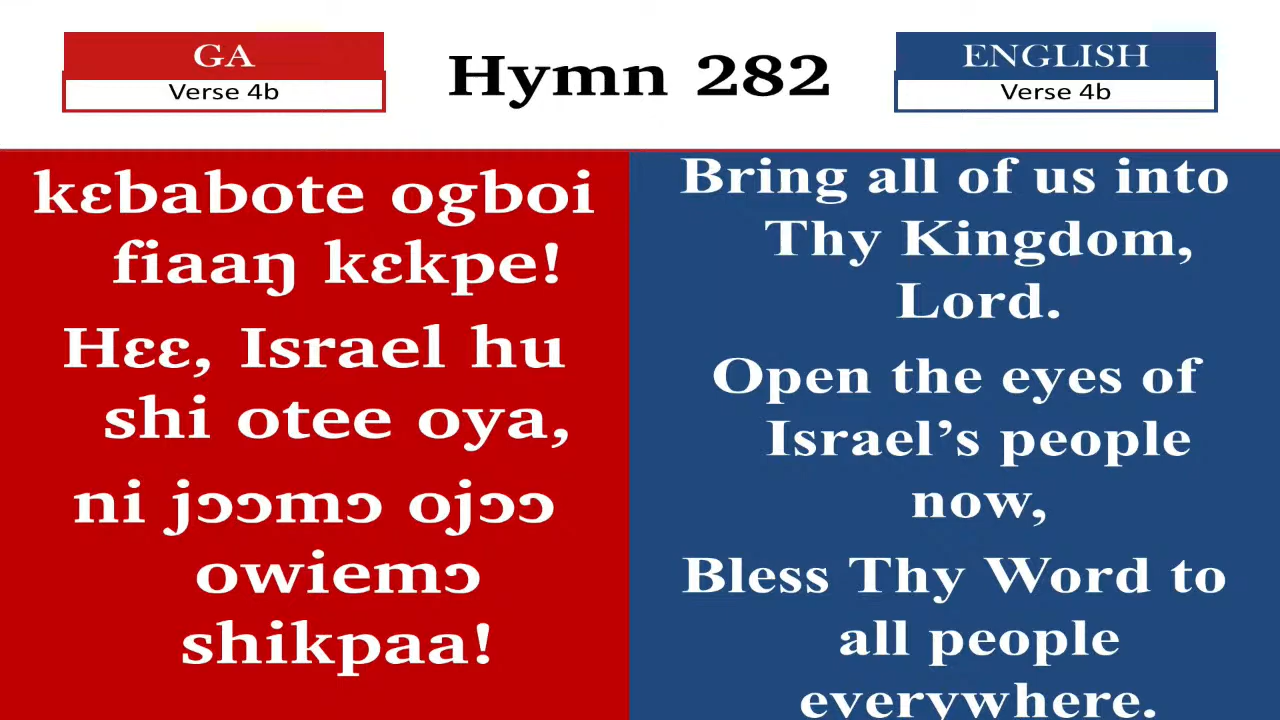 GA
Verse 4b
Hymn 282
ENGLISH
Verse 4b
kɛbabote ogboi
fiaaŋ kɛkpe!
Hɛɛ, Israel hu
shi otee oya,
ni jɔɔmɔ ojɔɔ
owiemɔ
shikpaa!
Bring all of us into
Thy Kingdom,
Lord.
Open the eyes of
Israel’s people
now,
Bless Thy Word to
all people
everywhere.